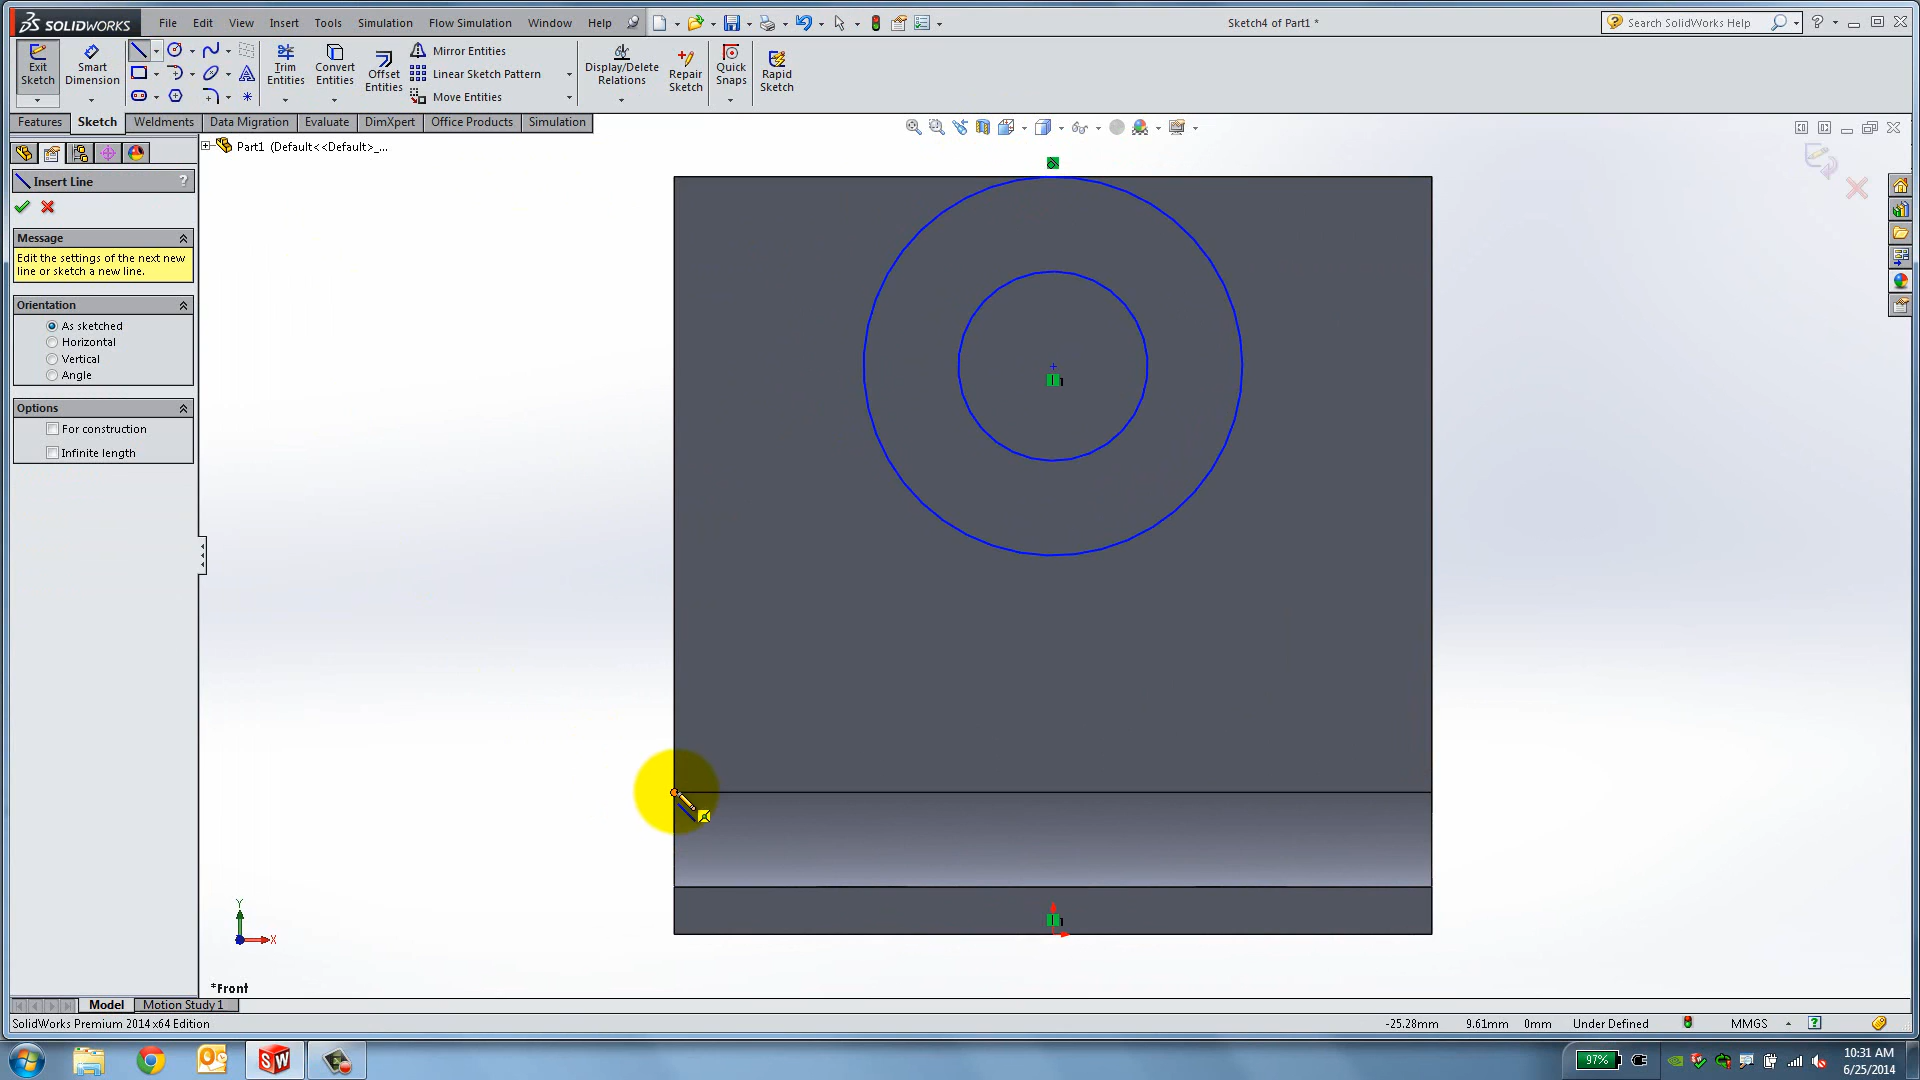 SOLIDWORKS
File Edit View Insert Tools Simulation Flow Simulation Window Help
Sketch4 of Part1 *
Search SolidWorks Help
Exit Sketch
Smart Dimension
Trim Entities
Convert Entities
Offset Entities
Mirror Entities
Linear Sketch Pattern
Move Entities
Display/Delete Relations
Repair Sketch
Quick Snaps
Rapid Sketch
Features Sketch Weldments Data Migration Evaluate DimXpert Office Products Simulation
Part1 (Default<<Default>_...
Insert Line
?
Message
Edit the settings of the next new
line or sketch a new line.
Orientation
As sketched
Horizontal
Vertical
Angle
Options
For construction
Infinite length
Y
X
*Front
Model Motion Study 1
SolidWorks Premium 2014 x64 Edition
-25.28mm 9.61mm 0mm Under Defined MMGS
97%
10:31 AM
6/25/2014